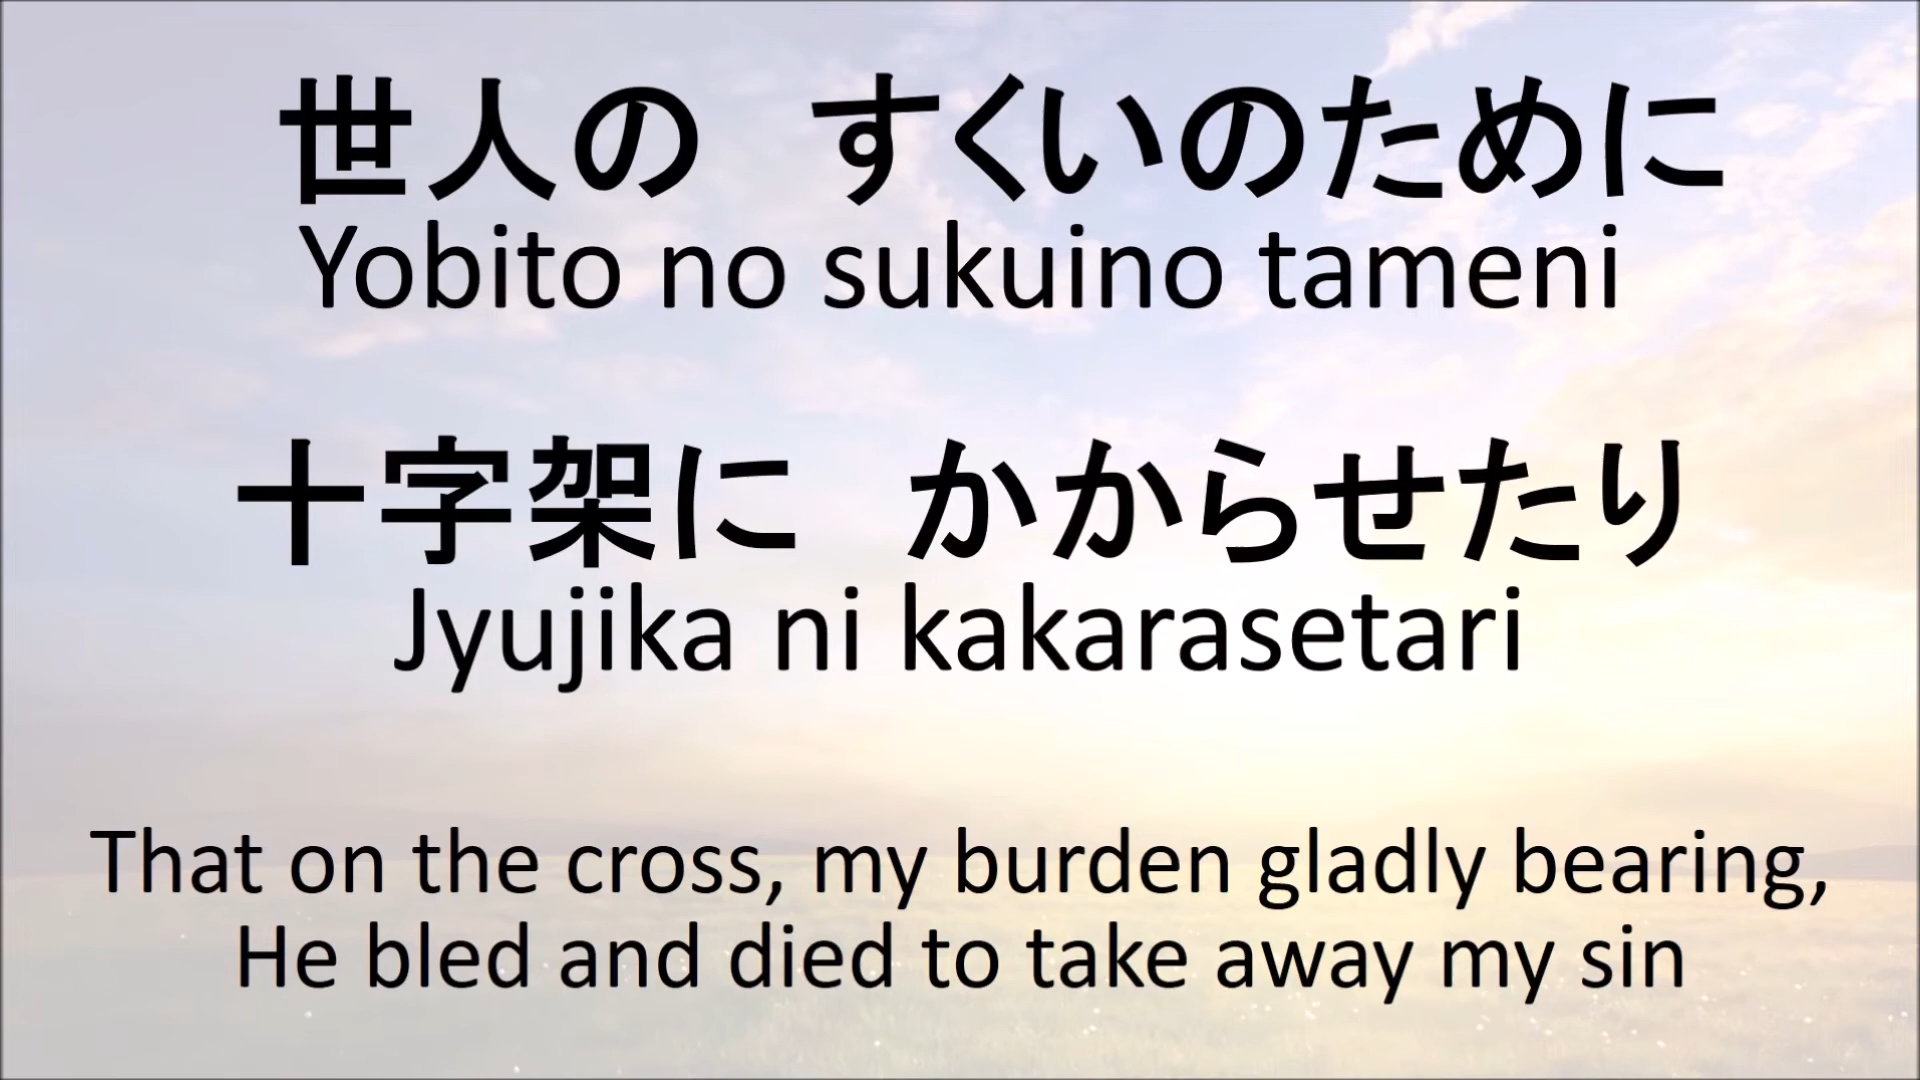 世人の　すくいのために
Yobito no sukuino tameni
十字架に　かからせたり
Jyujika ni kakarasetari
That on the cross, my burden gladly bearing,
He bled and died to take away my sin